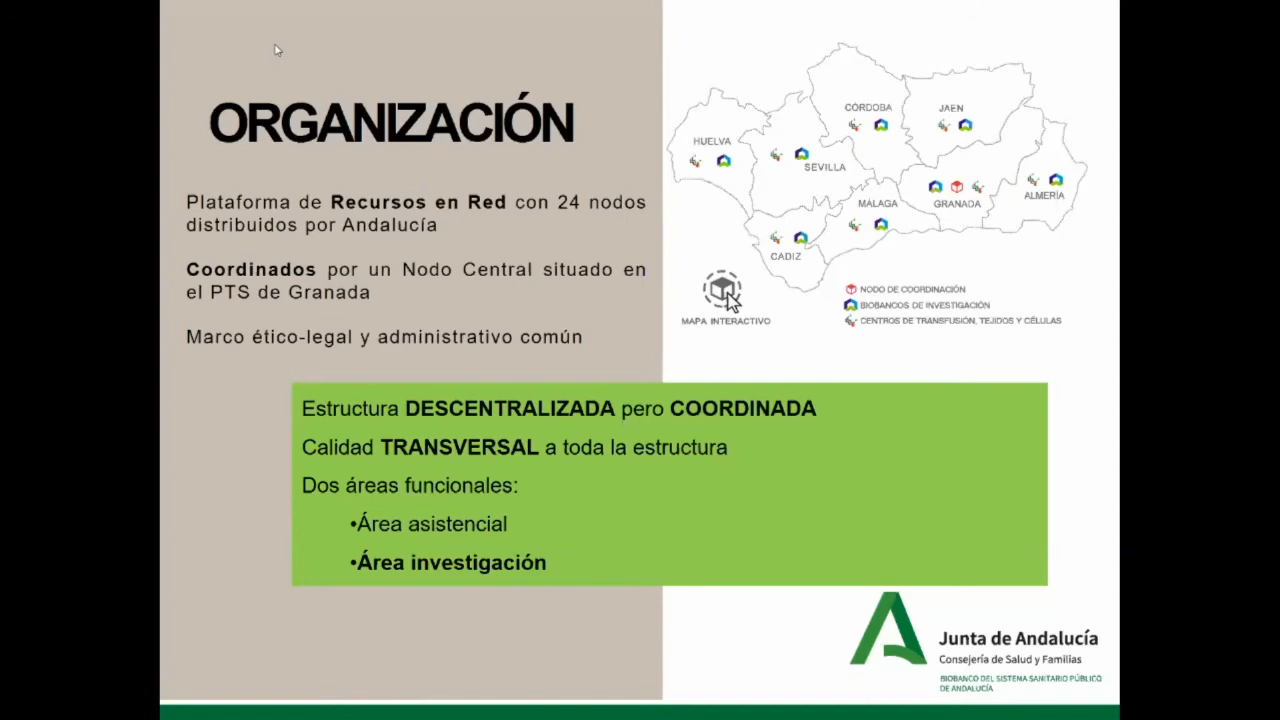 ORGANIZACIÓN
Plataforma de Recursos en Red con 24 nodos
distribuidos por Andalucía
Coordinados por un Nodo Central situado en
el PTS de Granada
Marco ético-legal y administrativo común
CÓRDOBA
JAEN
HUELVA
SEVILLA
MÁLAGA
GRANADA
ALMERÍA
CADIZ
MAPA INTERACTIVO
NODO DE COORDINACIÓN
BIOBANCOS DE INVESTIGACIÓN
CENTROS DE TRANSFUSIÓN, TEJIDOS Y CÉLULAS
Estructura DESCENTRALIZADA pero COORDINADA
Calidad TRANSVERSAL a toda la estructura
Dos áreas funcionales:
•Área asistencial
•Área investigación
Junta de Andalucía
Consejería de Salud y Familias
BIOBANCO DEL SISTEMA SANITARIO PÚBLICO
DE ANDALUCÍA